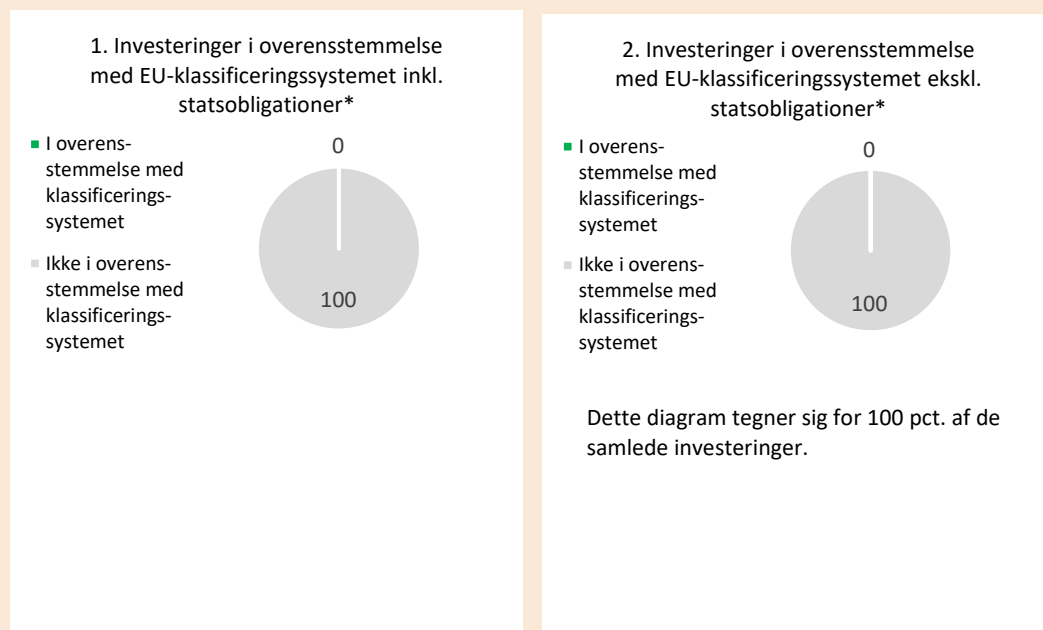 1. Investeringer i overensstemmelse
med EU-klassificeringssystemet inkl.
statsobligationer*
I overens-
stemmelse med
klassificerings-
systemet
Ikke i overens-
stemmelse med
klassificerings-
systemet
0
100
2. Investeringer i overensstemmelse
med EU-klassificeringssystemet ekskl.
statsobligationer*
I overens-
stemmelse med
klassificerings-
systemet
Ikke i overens-
stemmelse med
klassificerings-
systemet
0
100
Dette diagram tegner sig for 100 pct. af de
samlede investeringer.